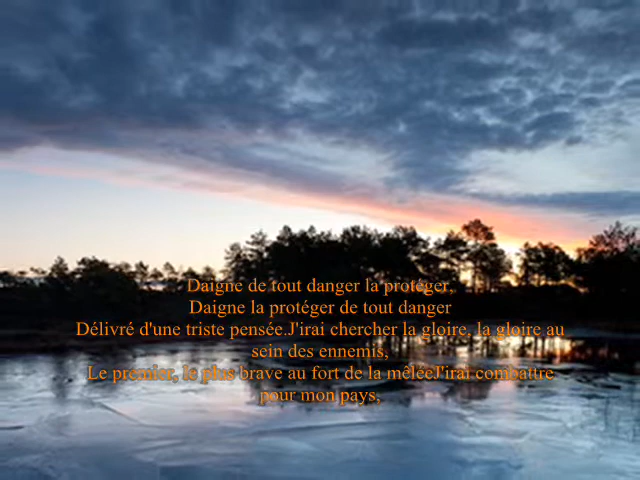 Daigne de tout danger la protéger,
Daigne la protéger de tout danger
Délivré d'une triste pensée.J'irai chercher la gloire, la gloire au
sein des ennemis,
Le premier, le plus brave au fort de la mêléeJ'irai combattre
pour mon pays,